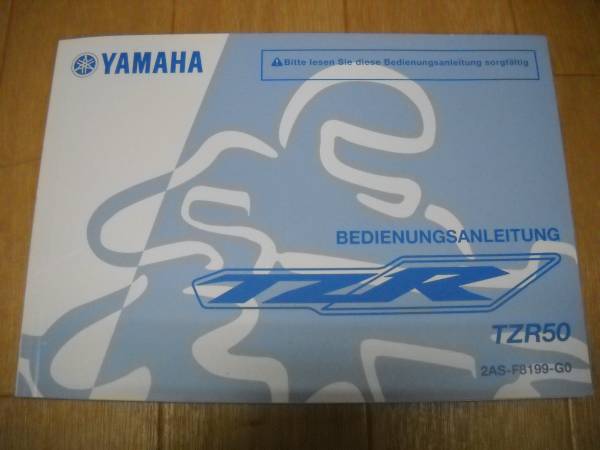 YAMAHA
⚠Bitte lesen Sie diese Bedienungsanleitung sorgfältig
BEDIENUNGSANLEITUNG
TZR
TZR50
2AS-F8199-G0